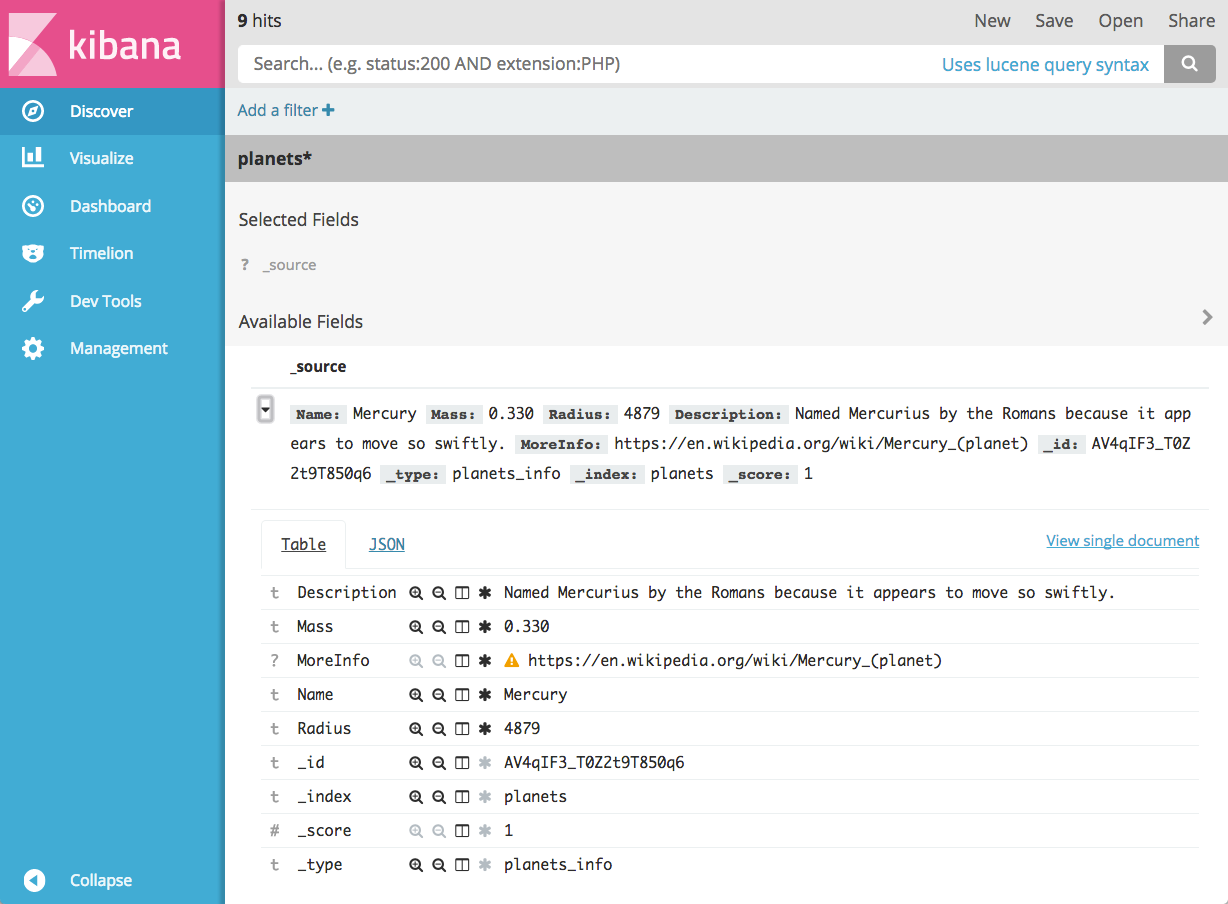 kibana
Discover
Visualize
Dashboard
Timelion
Dev Tools
Management
Collapse
9 hits
New Save Open Share
Search... (e.g. status:200 AND extension:PHP) Uses lucene query syntax
Add a filter +
planets*
Selected Fields
? _source
Available Fields
_source
Name: Mercury Mass: 0.330 Radius: 4879 Description: Named Mercurius by the Romans because it app
ears to move so swiftly. MoreInfo: https://en.wikipedia.org/wiki/Mercury_(planet) _id: AV4qIF3_T0Z
2t9T850q6 _type: planets_info _index: planets _score: 1
Table JSON View single document
t Description Named Mercurius by the Romans because it appears to move so swiftly.
t Mass 0.330
? MoreInfo https://en.wikipedia.org/wiki/Mercury_(planet)
t Name Mercury
t Radius 4879
t _id AV4qIF3_T0Z2t9T850q6
t _index planets
# _score 1
t _type planets_info